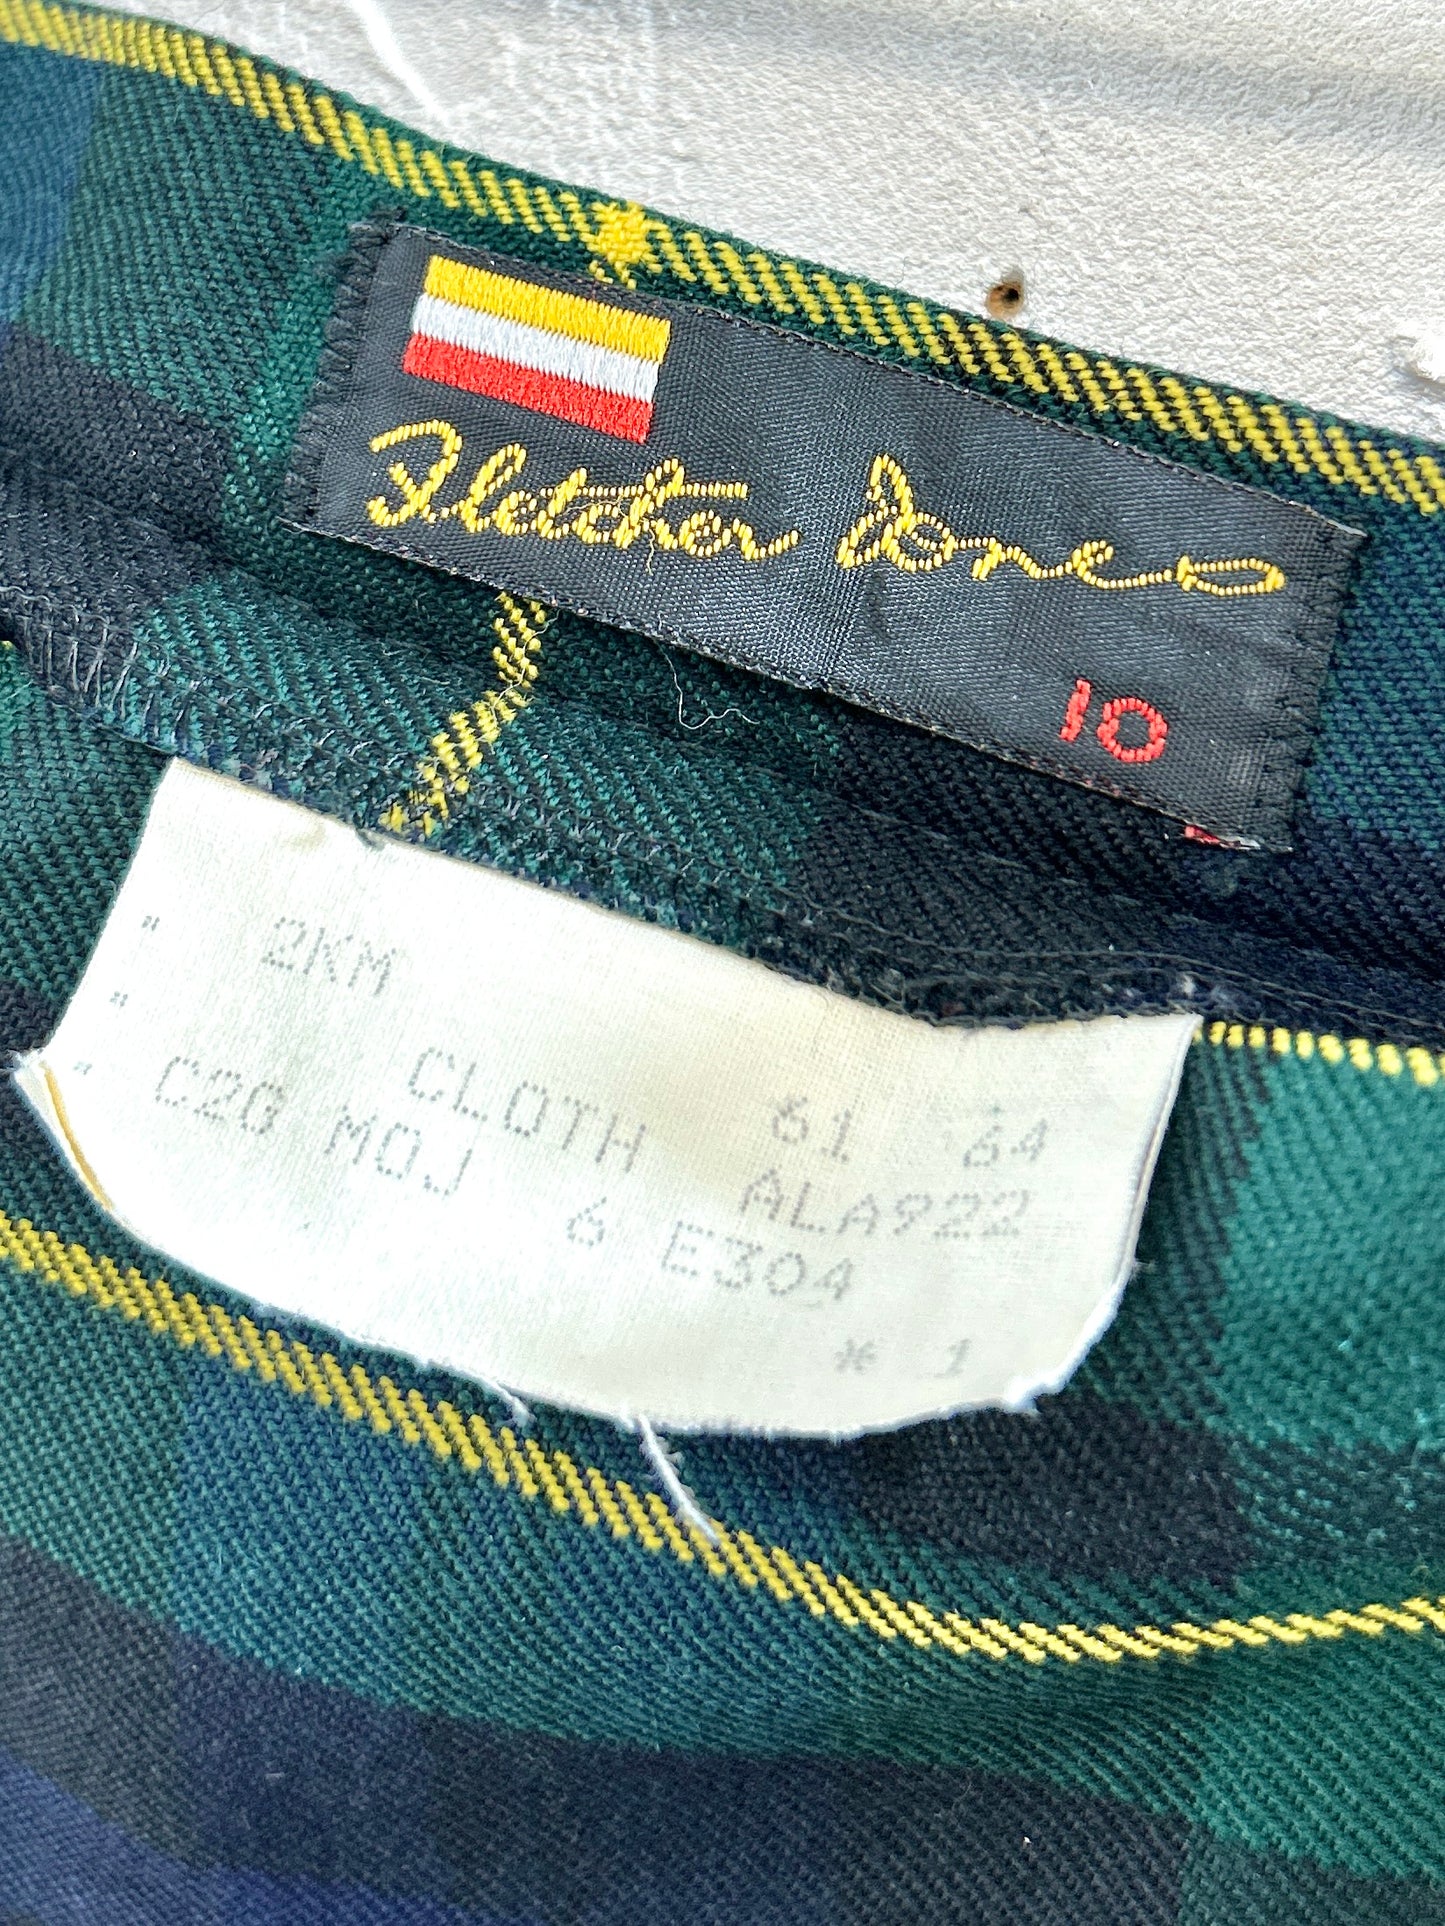 Fletcher Jones
10
" 2KM 61 64
" CLOTH ALA922
" C20 MOJ 6 E304
* 1